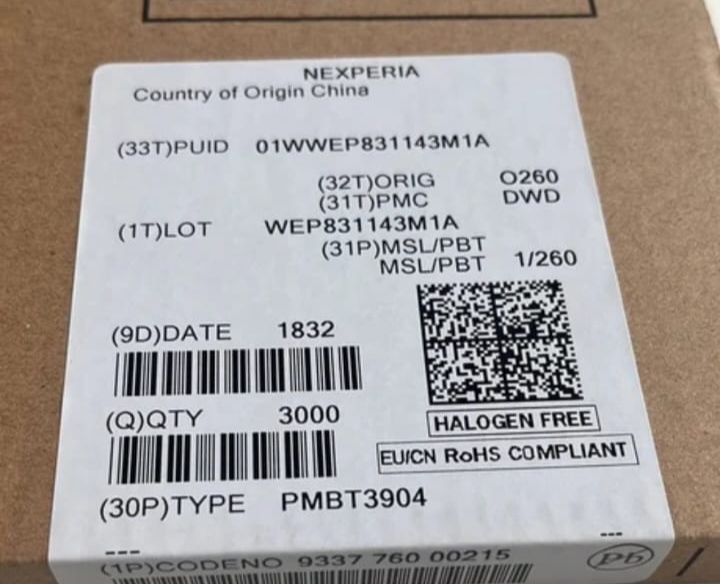 NEXPERIA
Country of Origin China
(33T)PUID 01WWEP831143M1A
(32T)ORIG O260
(31T)PMC DWD
(1T)LOT WEP831143M1A
(31P)MSL/PBT
MSL/PBT 1/260
(9D)DATE 1832
(Q)QTY 3000
HALOGEN FREE
EU/CN RoHS COMPLIANT
(30P)TYPE PMBT3904
---
---
(1P)CODENO 9337 760 00215
Pb